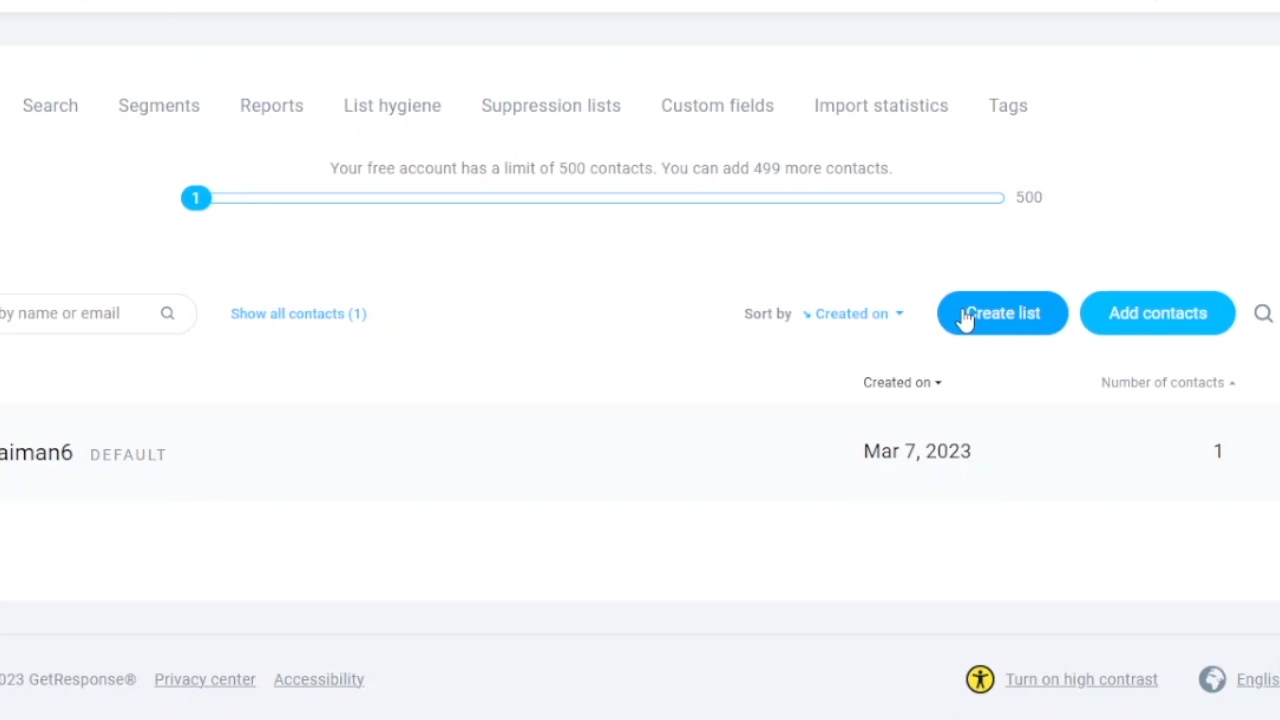 Search Segments Reports List hygiene Suppression lists Custom fields Import statistics Tags
Your free account has a limit of 500 contacts. You can add 499 more contacts.
1 500
by name or email Show all contacts (1) Sort by Created on Create list Add contacts
Created on Number of contacts
aiman6 DEFAULT Mar 7, 2023 1
023 GetResponse® Privacy center Accessibility Turn on high contrast Englis